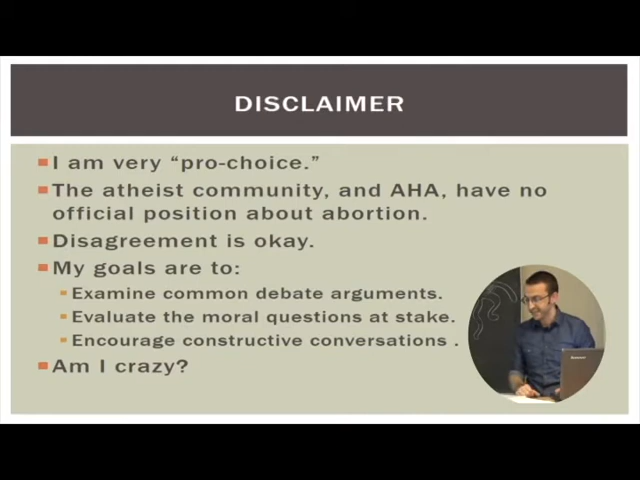 DISCLAIMER
I am very “pro-choice.”
The atheist community, and AHA, have no
official position about abortion.
Disagreement is okay.
My goals are to:
Examine common debate arguments.
Evaluate the moral questions at stake.
Encourage constructive conversations .
Am I crazy?